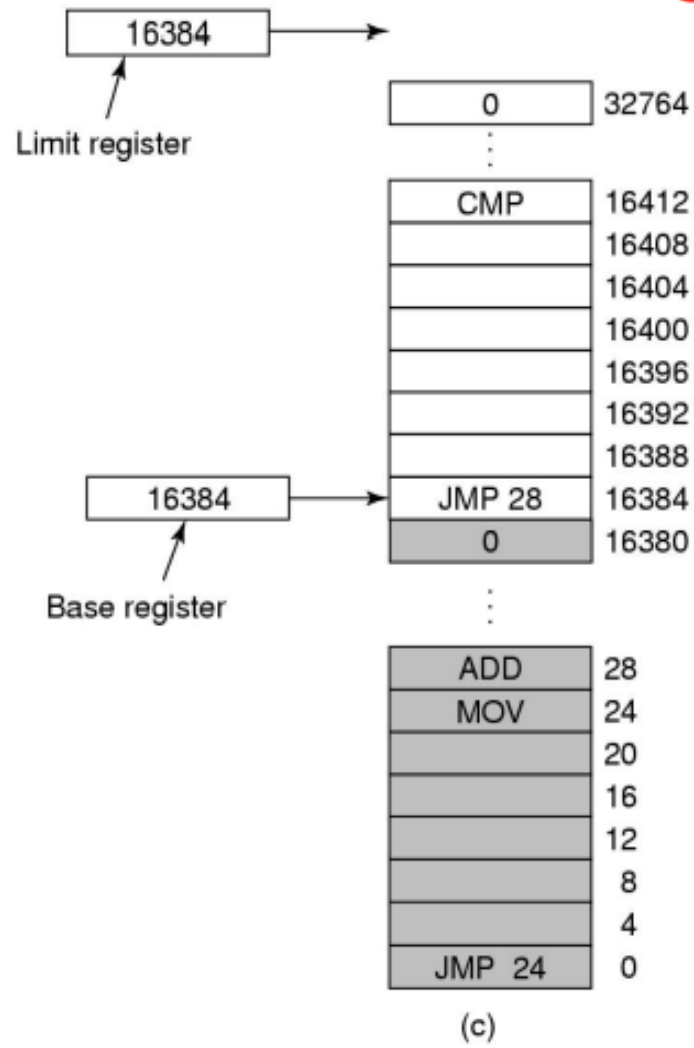 16384
Limit register
0 32764
CMP 16412
16408
16404
16400
16396
16392
16388
16384 JMP 28 16384
0 16380
Base register
ADD 28
MOV 24
20
16
12
8
4
JMP 24 0
(c)